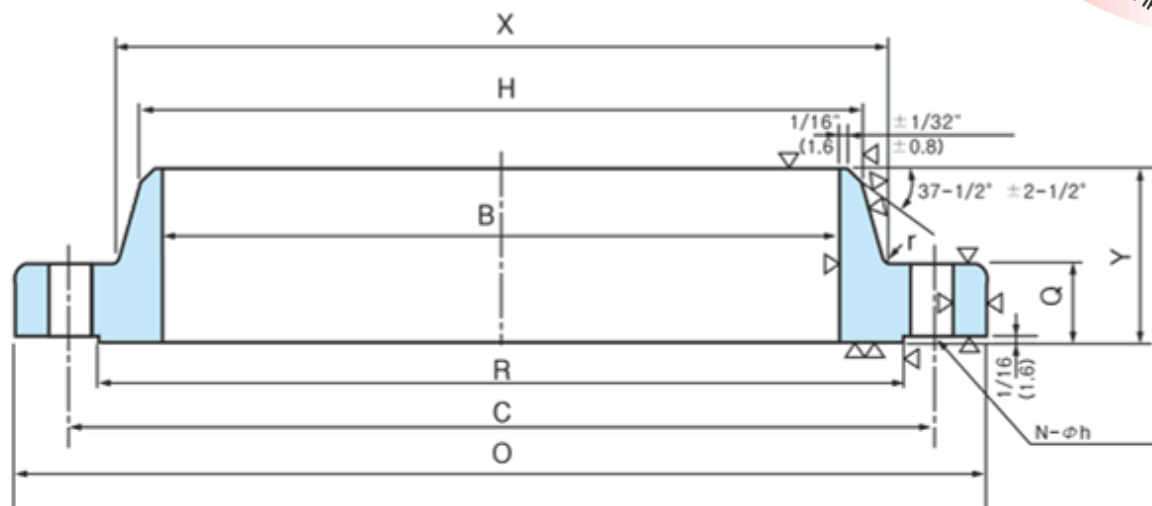 X
H
1/16" ±1/32"
(1.6 ±0.8)
37-1/2° ±2-1/2°
B
r
Y
Q
R
1/16
(1.6)
C
N-Φh
O